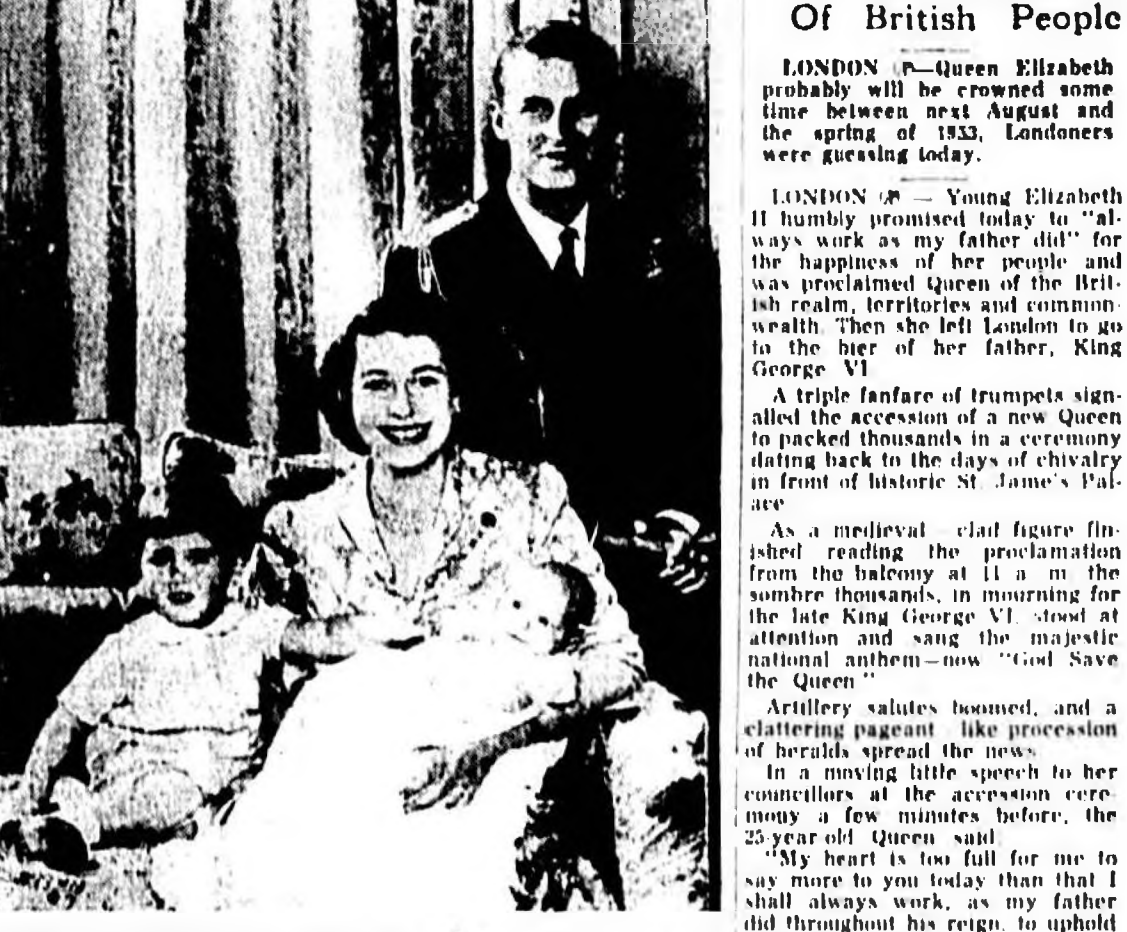 Of British People
LONDON —Queen Elizabeth
probably will be crowned some
time between next August and
the spring of 1953, Londoners
were guessing today.
LONDON — Young Elizabeth
II humbly promised today to "al-
ways work as my father did" for
the happiness of her people and
was proclaimed Queen of the Brit-
ish realm, territories and common-
wealth. Then she left London to go
to the bier of her father, King
George VI
A triple fanfare of trumpets sign-
alled the accession of a new Queen
to packed thousands in a ceremony
dating back to the days of chivalry
in front of historic St. Jame's Pal-
ace
As a medieval clad figure fin-
ished reading the proclamation
from the balcony at 11 a m the
sombre thousands, in mourning for
the late King George VI, stood at
attention and sang the majestic
national anthem—now "God Save
the Queen"
Artillery salutes boomed, and a
clattering pageant like procession
of heralds spread the news
In a moving little speech to her
councillors at the accession cere-
mony a few minutes before, the
25-year-old Queen said
"My heart is too full for me to
say more to you today than that I
shall always work, as my father
did throughout his reign, to uphold